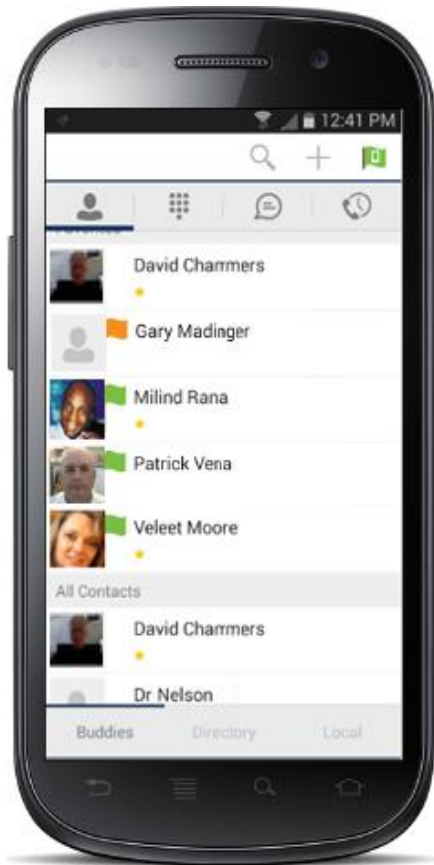 12:41 PM
David Chammers
Gary Madinger
Milind Rana
Patrick Vena
Veleet Moore
All Contacts
David Chammers
Dr Nelson
Buddies Directory Local